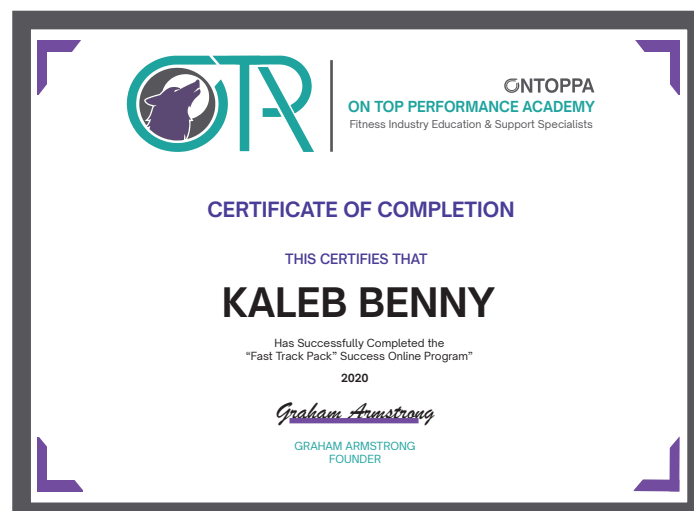 OTPA
ONTOPPA
ON TOP PERFORMANCE ACADEMY
Fitness Industry Education & Support Specialists
CERTIFICATE OF COMPLETION
THIS CERTIFIES THAT
KALEB BENNY
Has Successfully Completed the
“Fast Track Pack” Success Online Program”
2020
Graham Armstrong
GRAHAM ARMSTRONG
FOUNDER